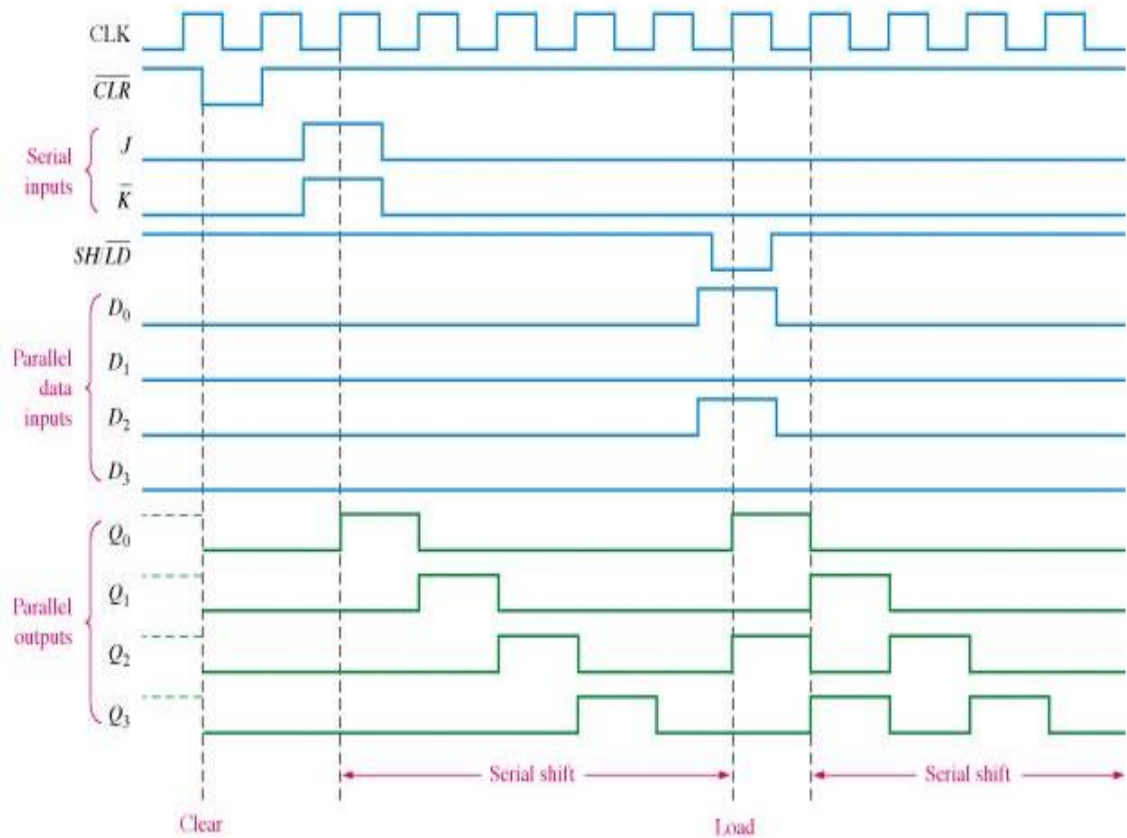 CLK
CLR
Serial
inputs
J
K
SH/LD
Parallel
data
inputs
D0
D1
D2
D3
Parallel
outputs
Q0
Q1
Q2
Q3
Serial shift
Serial shift
Clear
Load